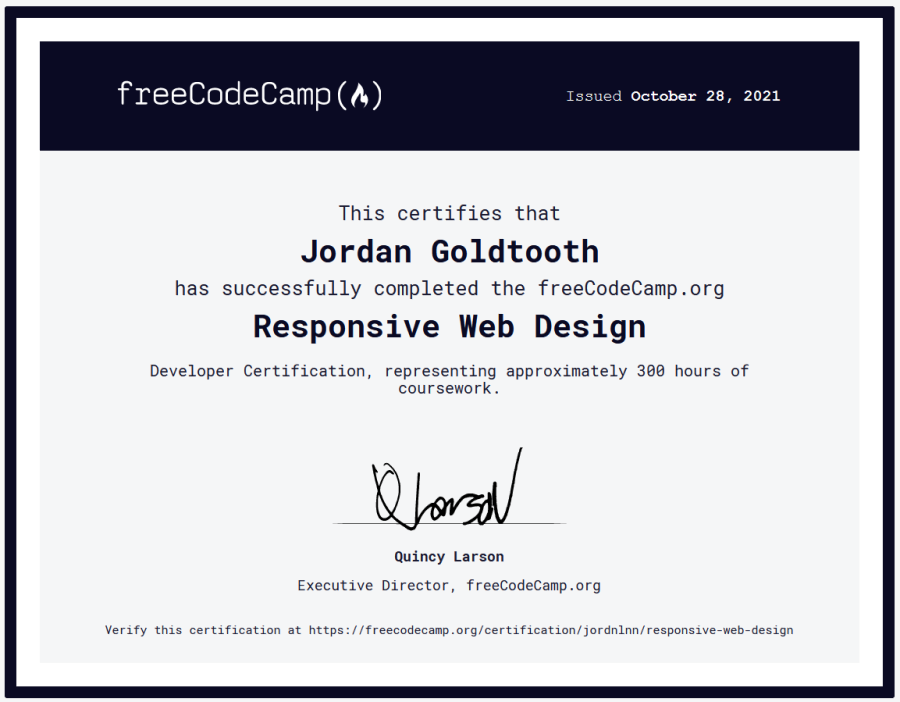 freeCodeCamp(🔥)
Issued October 28, 2021
This certifies that
Jordan Goldtooth
has successfully completed the freeCodeCamp.org
Responsive Web Design
Developer Certification, representing approximately 300 hours of
coursework.
QLarson
Quincy Larson
Executive Director, freeCodeCamp.org
Verify this certification at https://freecodecamp.org/certification/jordnlnn/responsive-web-design